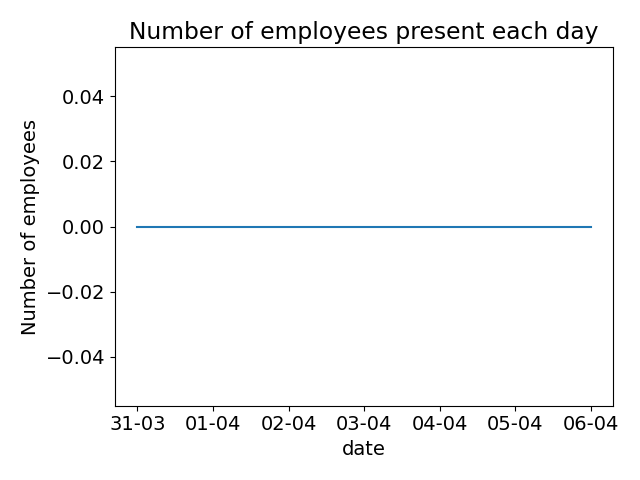 Number of employees present each day
Number of employees
0.04
0.02
0.00
−0.02
−0.04
31-03 01-04 02-04 03-04 04-04 05-04 06-04
date